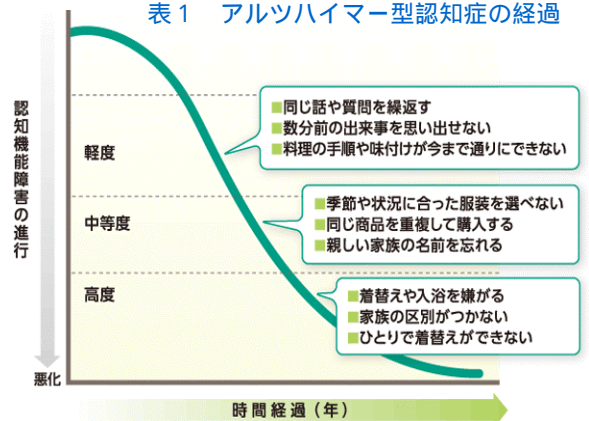 表１　アルツハイマー型認知症の経過
認知機能障害の進行
悪化
軽度
■同じ話や質問を繰返す
■数分前の出来事を思い出せない
■料理の手順や味付けが今まで通りにできない
中等度
■季節や状況に合った服装を選べない
■同じ商品を重複して購入する
■親しい家族の名前を忘れる
高度
■着替えや入浴を嫌がる
■家族の区別がつかない
■ひとりで着替えができない
時間経過（年）